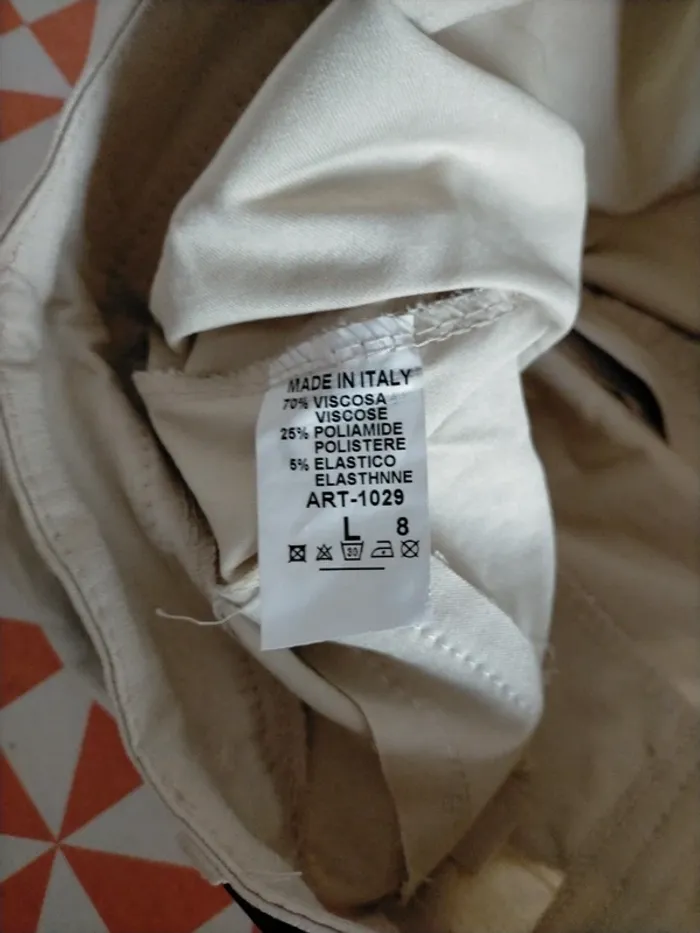 MADE IN ITALY
70% VISCOSA
VISCOSE
25% POLIAMIDE
POLISTERE
5% ELASTICO
ELASTHNNE
ART-1029
L 8
30